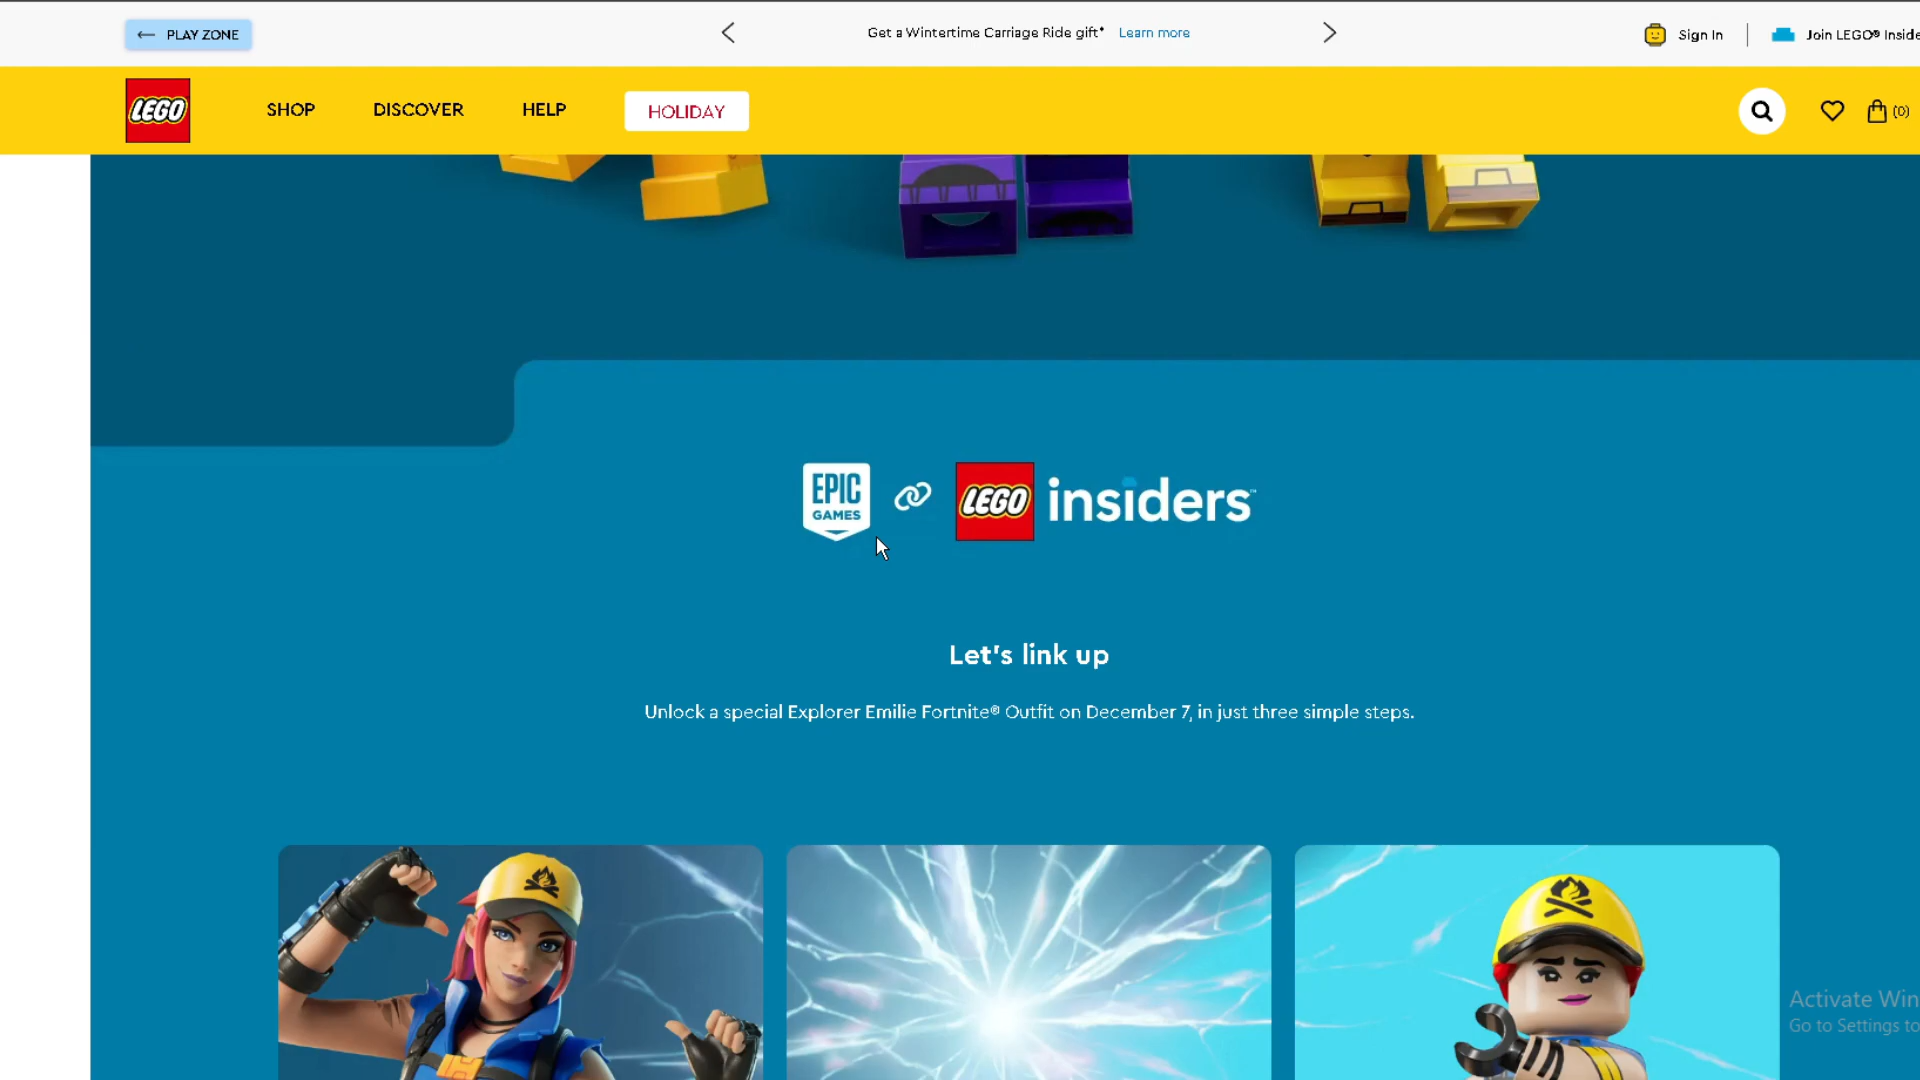 PLAY ZONE
Get a Wintertime Carriage Ride gift* Learn more
Sign In
Join LEGO® Inside
LEGO
SHOP
DISCOVER
HELP
HOLIDAY
(0)
EPIC
GAMES
LEGO insiders™
Let's link up
Unlock a special Explorer Emilie Fortnite® Outfit on December 7, in just three simple steps.
Activate Win
Go to Settings to